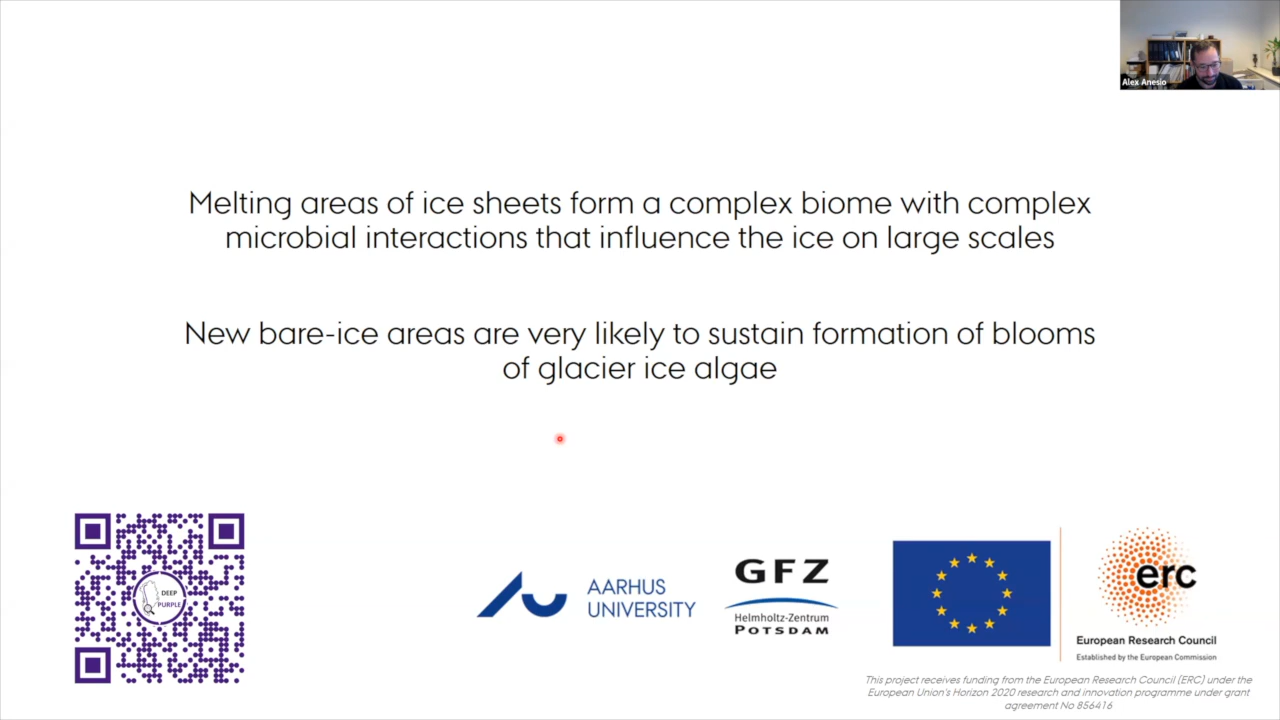 Alex Anesio
Melting areas of ice sheets form a complex biome with complex
microbial interactions that influence the ice on large scales
New bare-ice areas are very likely to sustain formation of blooms
of glacier ice algae
DEEP
PURPLE
AARHUS
UNIVERSITY
GFZ
Helmholtz-Zentrum
POTSDAM
erc
European Research Council
Established by the European Commission
This project receives funding from the European Research Council (ERC) under the
European Union's Horizon 2020 research and innovation programme under grant
agreement No 856416